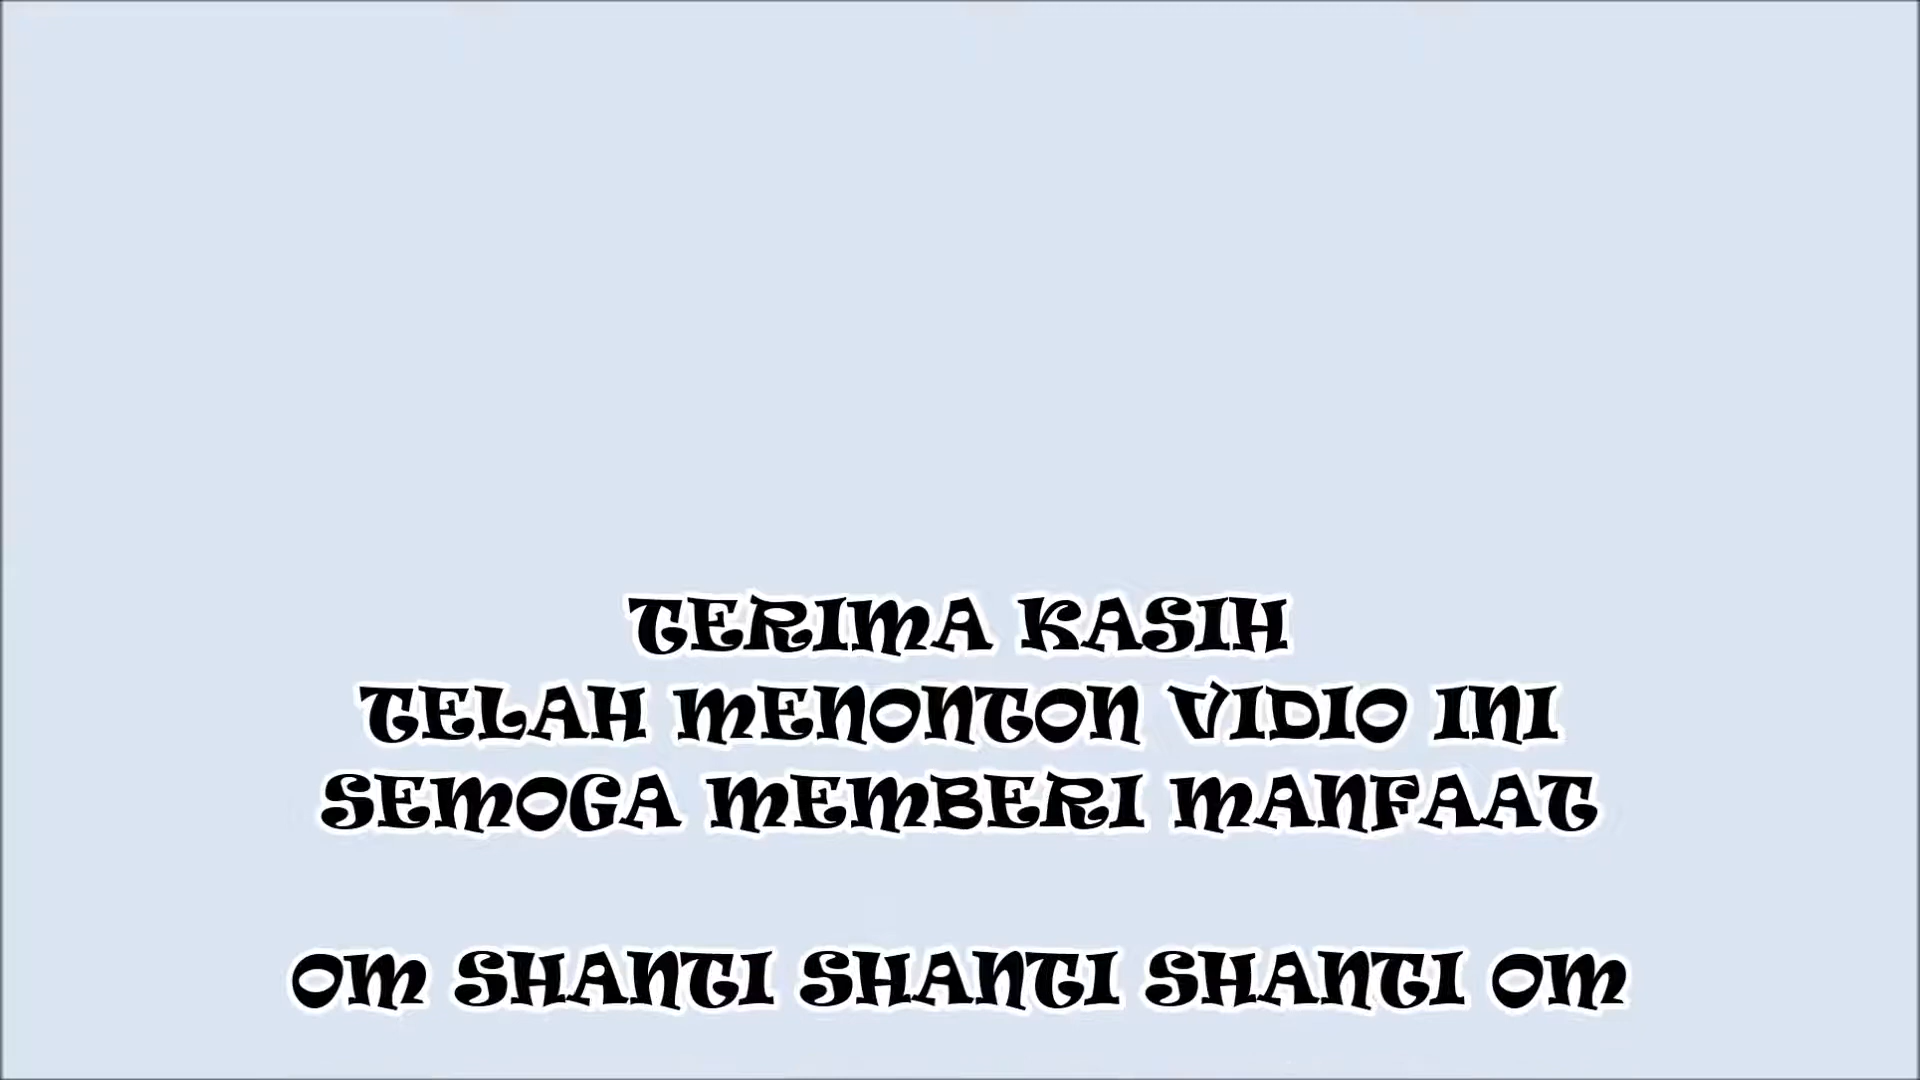 TERIMA KASIH
TELAH MENONTON VIDIO INI
SEMOGA MEMBERI MANFAAT
OM SHANTI SHANTI SHANTI OM